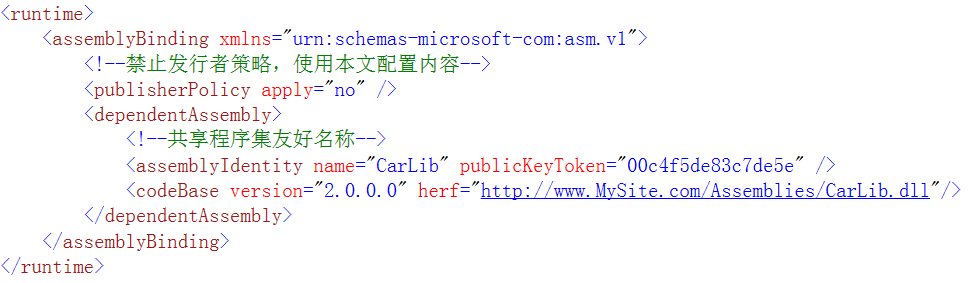 <runtime>
    <assemblyBinding xmlns="urn:schemas-microsoft-com:asm.v1">
        <!--禁止发行者策略，使用本文配置内容-->
        <publisherPolicy apply="no" />
        <dependentAssembly>
            <!--共享程序集友好名称-->
            <assemblyIdentity name="CarLib" publicKeyToken="00c4f5de83c7de5e" />
            <codeBase version="2.0.0.0" herf="http://www.MySite.com/Assemblies/CarLib.dll"/>
        </dependentAssembly>
    </assemblyBinding>
</runtime>